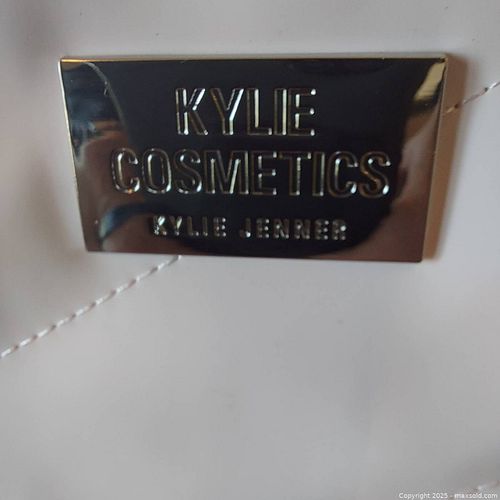 KYLIE
COSMETICS
KYLIE JENNER
Copyright 2025 - maxsold.com